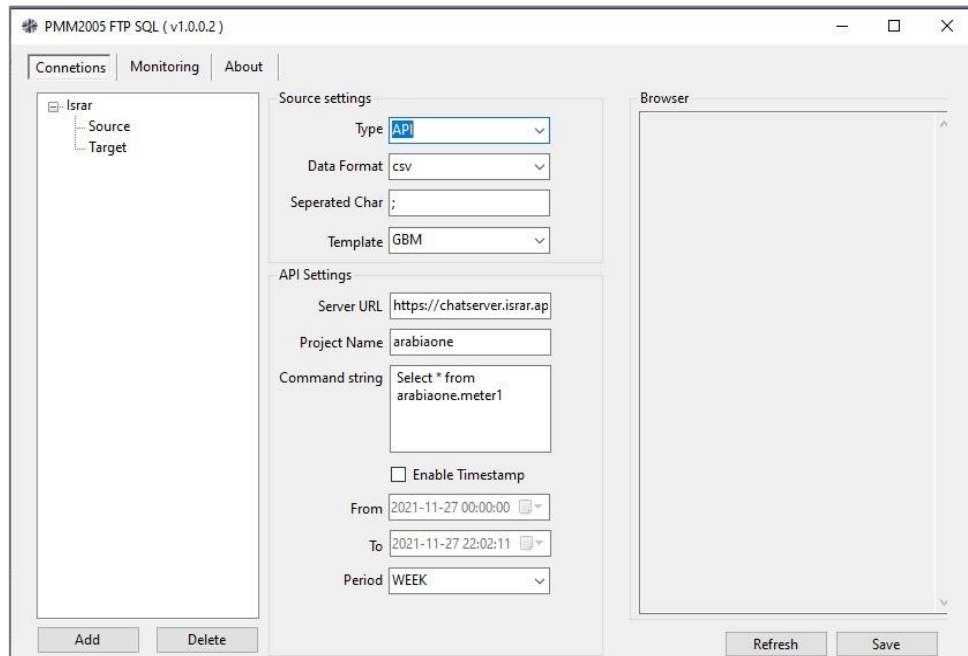 PMM2005 FTP SQL ( v1.0.0.2 )
Connetions Monitoring About
Israr
Source
Target
Add Delete
Source settings
Type API
Data Format csv
Seperated Char ;
Template GBM
API Settings
Server URL https://chatserver.israr.ap
Project Name arabiaone
Command string Select * from
arabiaone.meter1
Enable Timestamp
From 2021-11-27 00:00:00
To 2021-11-27 22:02:11
Period WEEK
Browser
Refresh Save